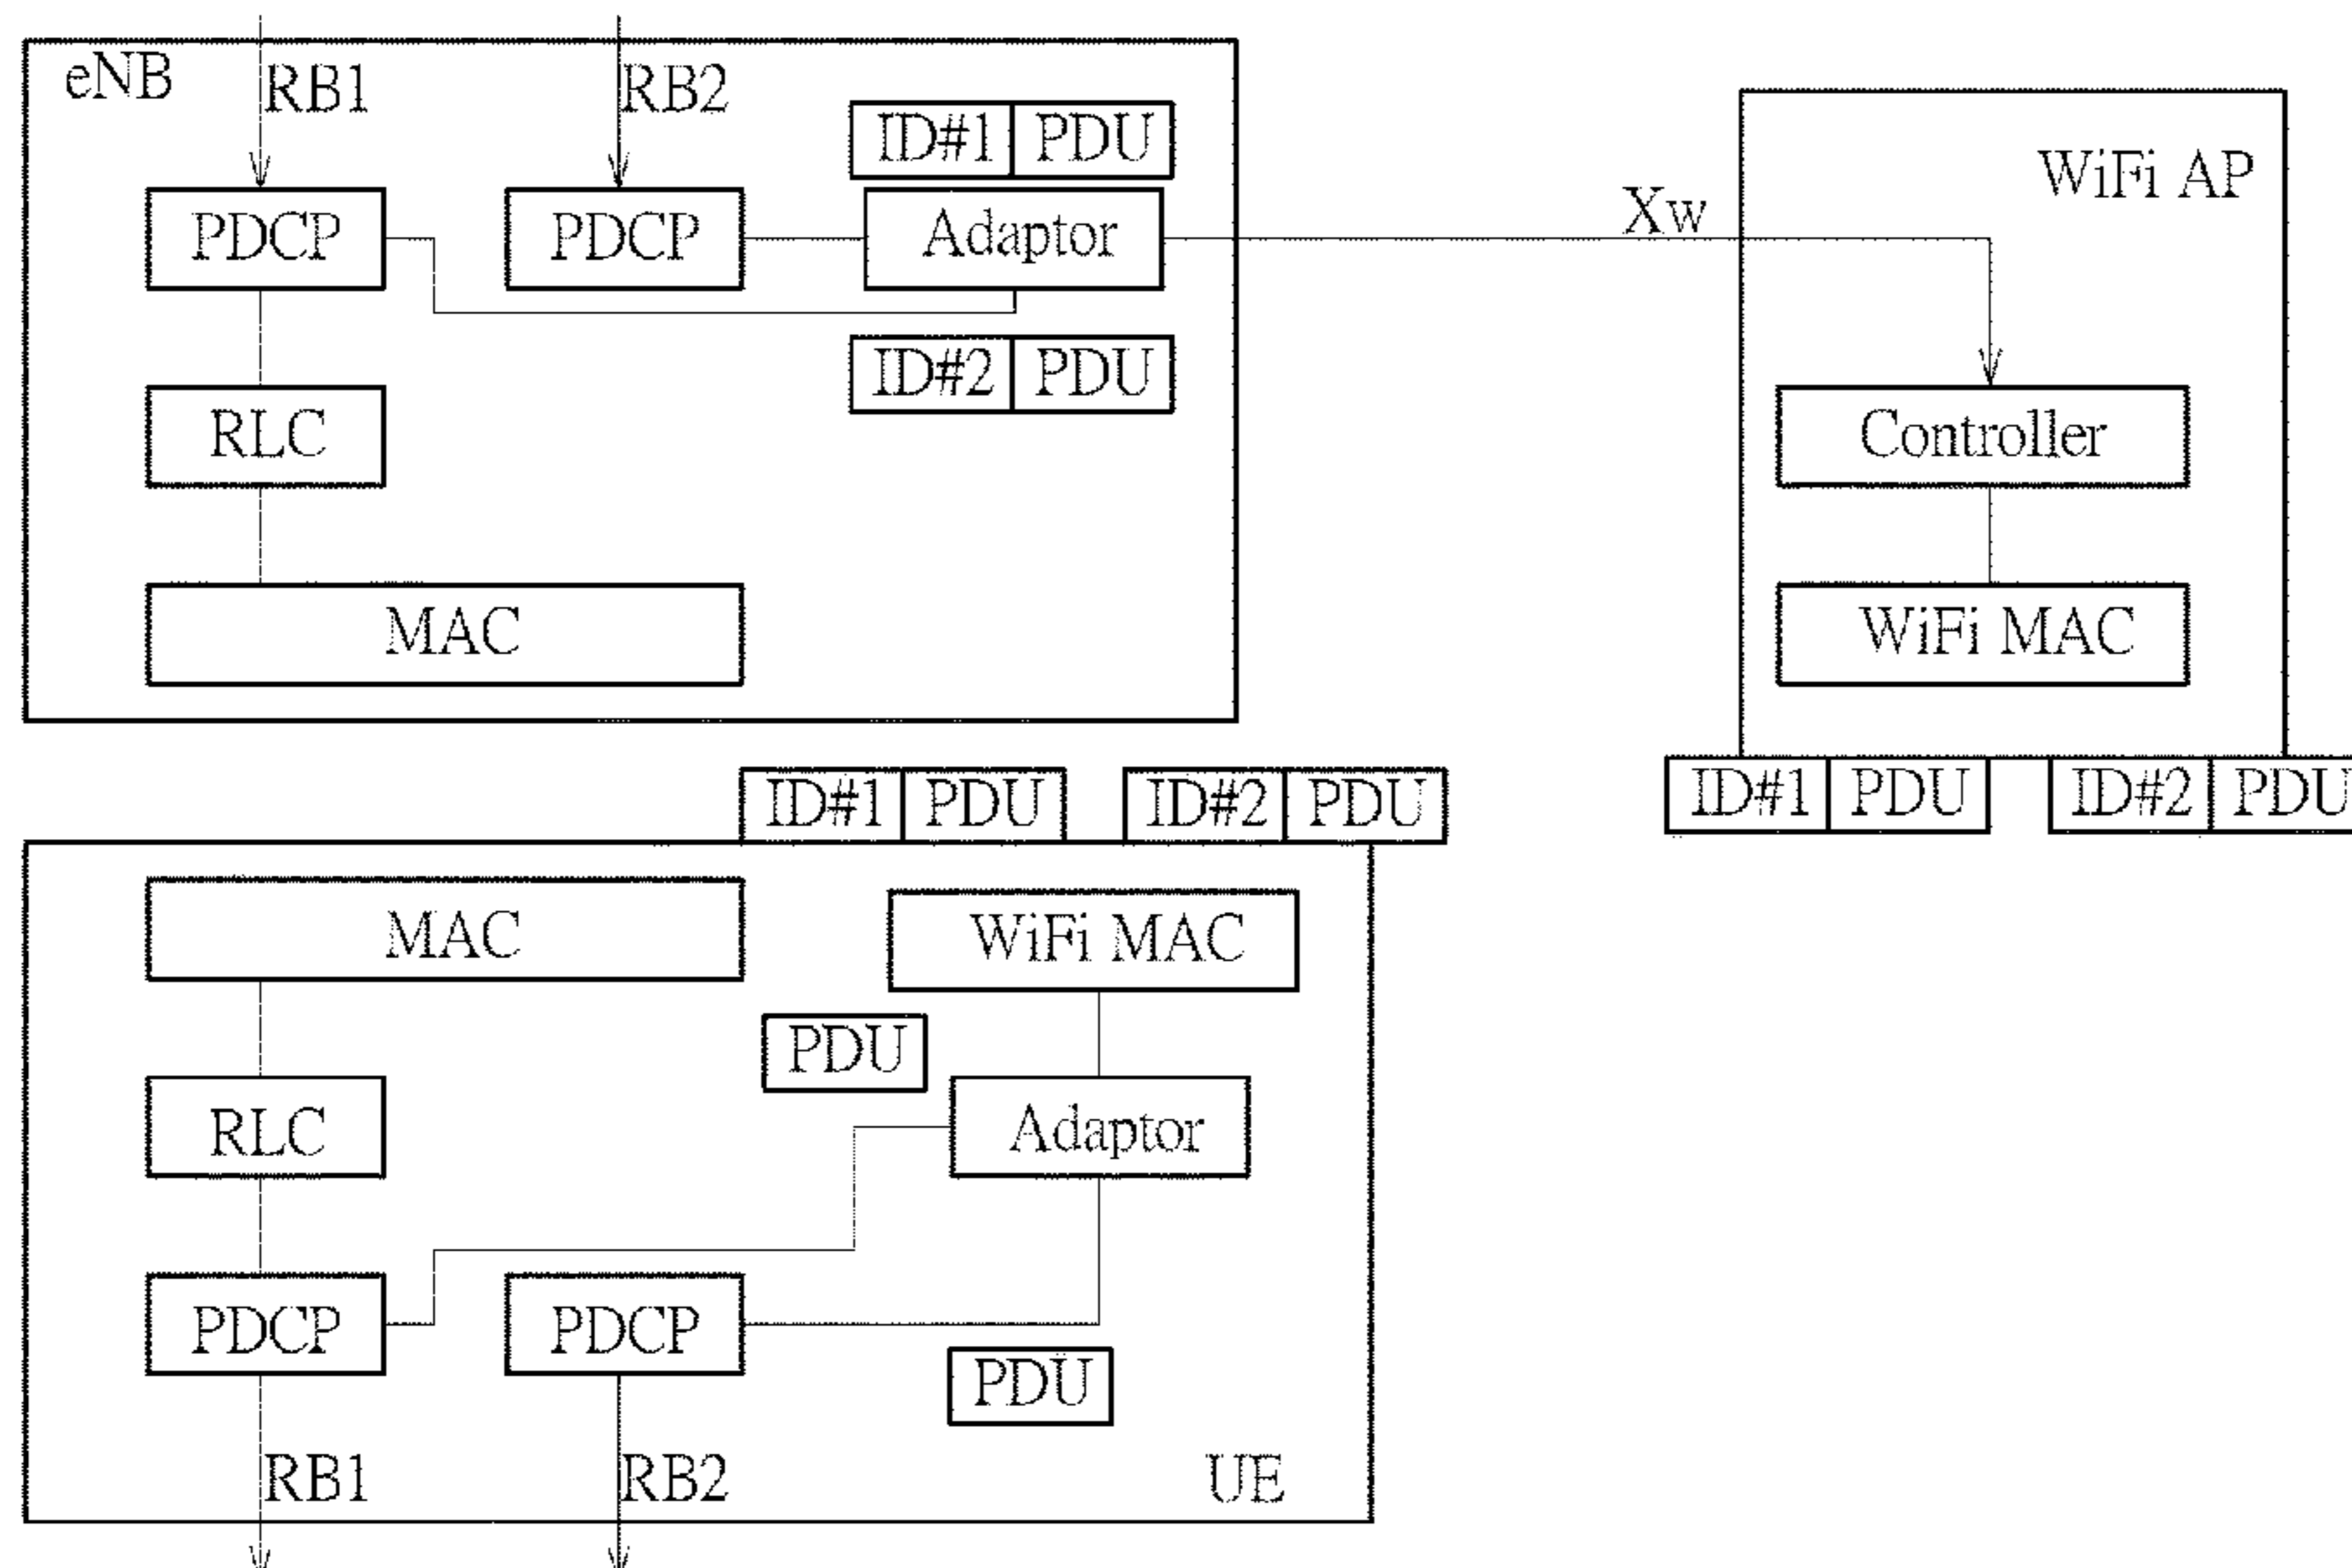 eNB
RB1
RB2
ID#1 PDU
PDCP
PDCP
Adaptor
ID#2 PDU
RLC
MAC
Xw
WiFi AP
Controller
WiFi MAC
ID#1 PDU
ID#2 PDU
ID#1 PDU
ID#2 PDU
MAC
WiFi MAC
PDU
RLC
Adaptor
PDCP
PDCP
PDU
RB1
RB2
UE